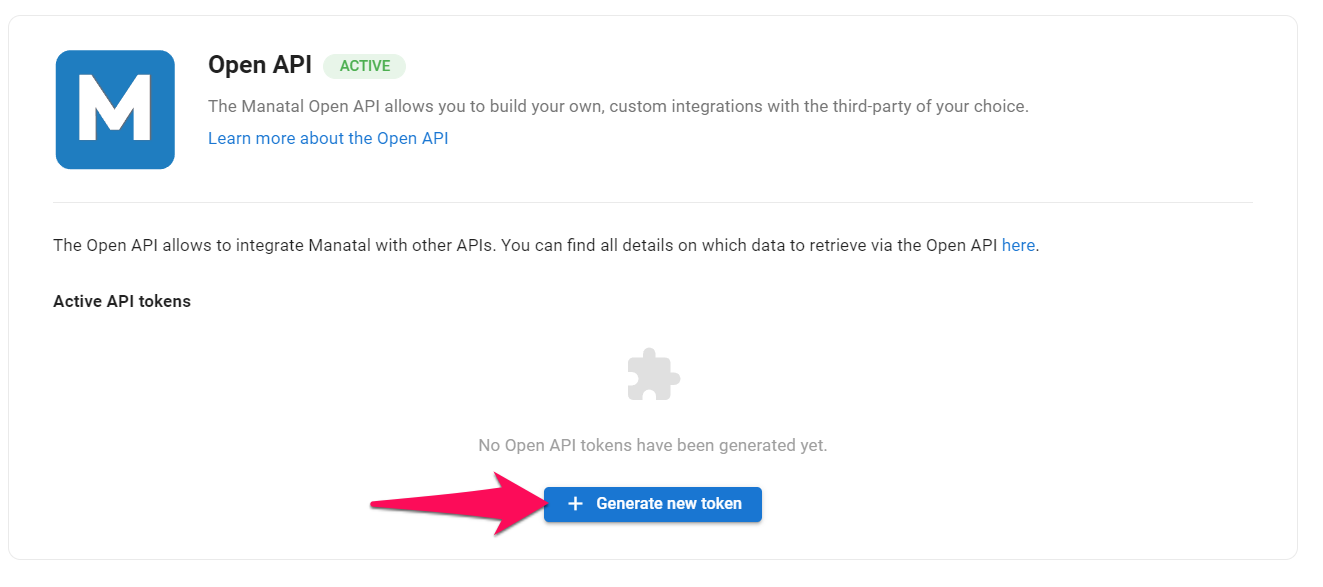 M
Open API ACTIVE
The Manatal Open API allows you to build your own, custom integrations with the third-party of your choice.
Learn more about the Open API
The Open API allows to integrate Manatal with other APIs. You can find all details on which data to retrieve via the Open API here.
Active API tokens
No Open API tokens have been generated yet.
+ Generate new token